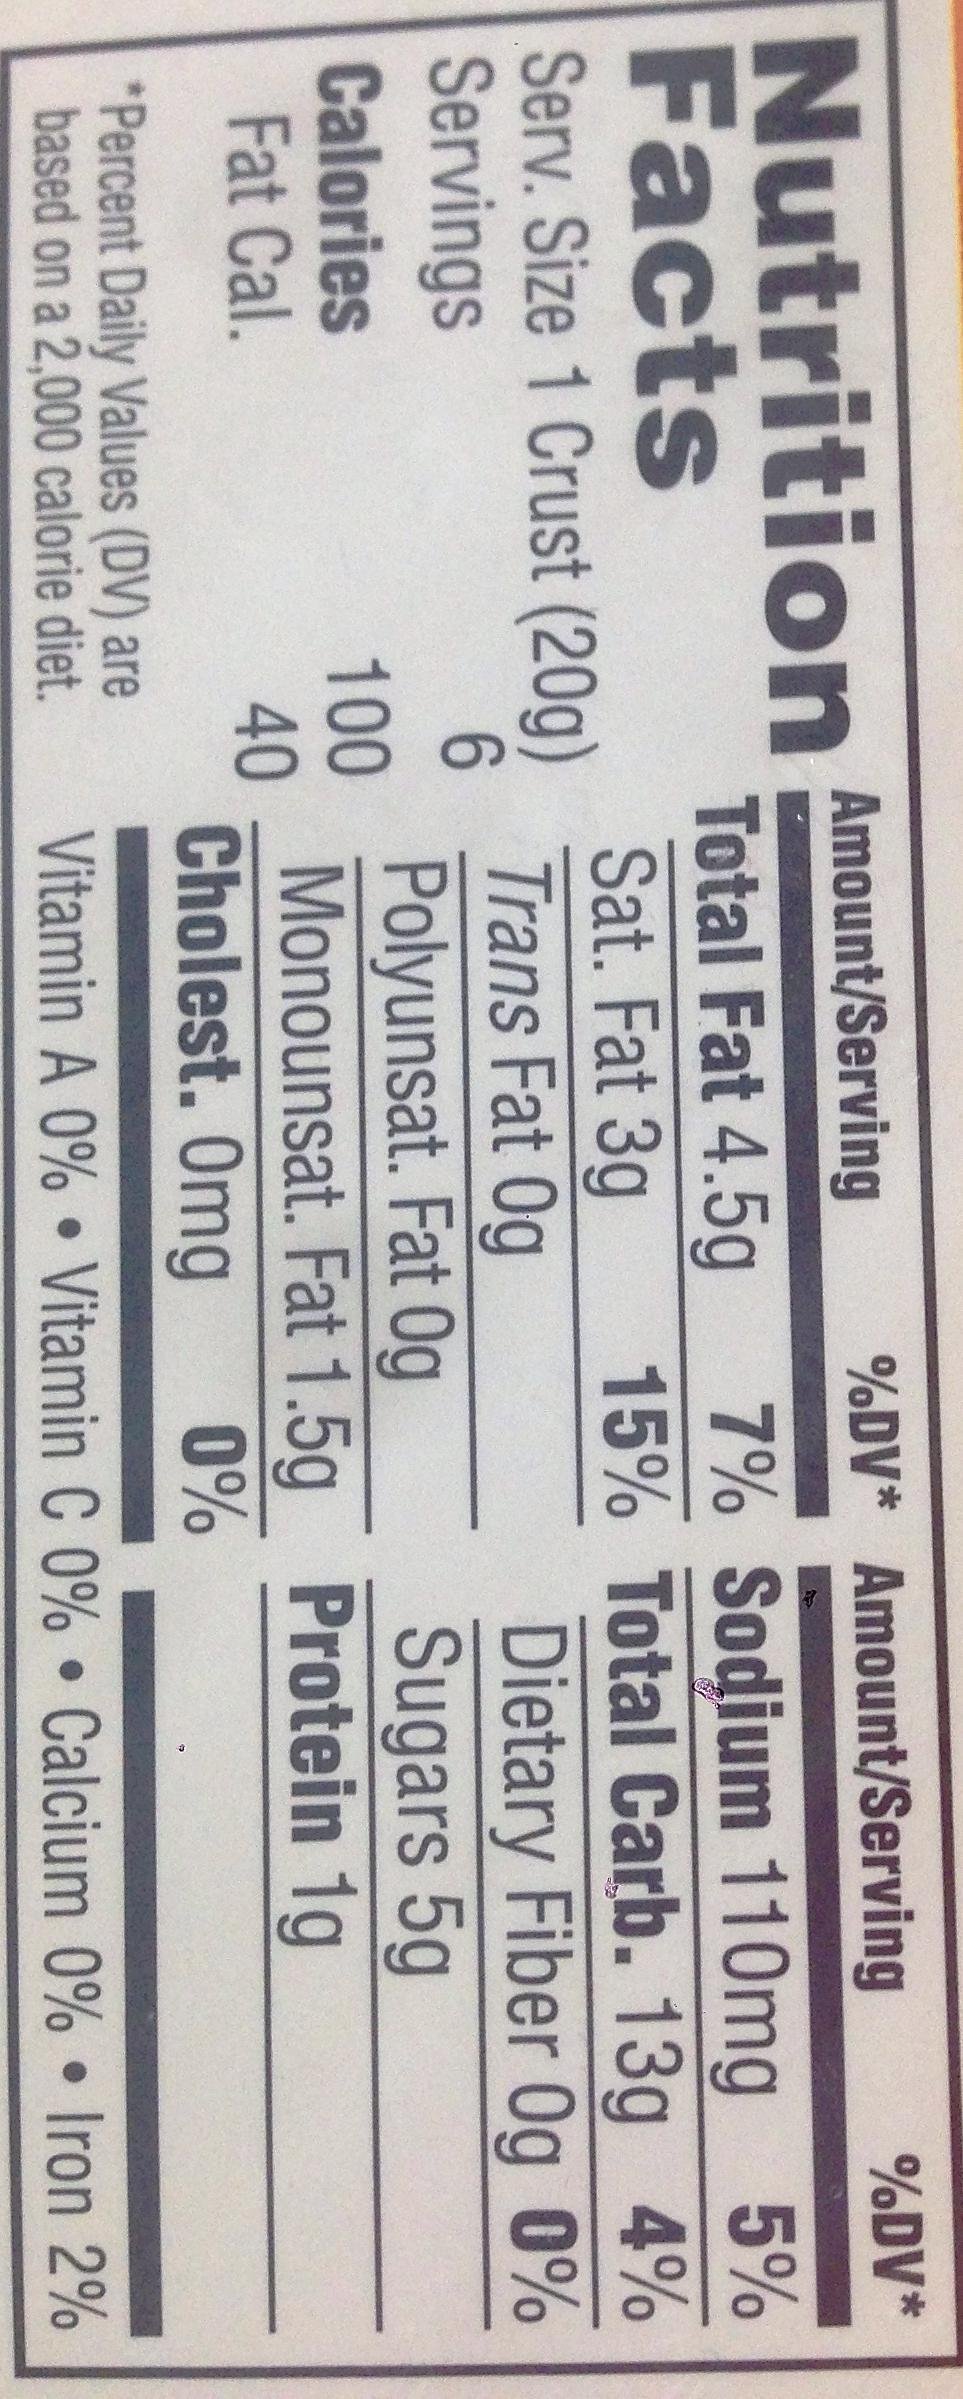 Nutrition
Facts
Serv. Size 1 Crust (20g)
Servings 6
Calories 100
Fat Cal. 40
*Percent Daily Values (DV) are
based on a 2,000 calorie diet.
Amount/Serving %DV*
Total Fat 4.5g 7%
Sat. Fat 3g 15%
Trans Fat 0g
Polyunsat. Fat 0g
Monounsat. Fat 1.5g
Cholest. 0mg 0%
Amount/Serving %DV*
Sodium 110mg 5%
Total Carb. 13g 4%
Dietary Fiber 0g 0%
Sugars 5g
Protein 1g
Vitamin A 0% • Vitamin C 0% • Calcium 0% • Iron 2%